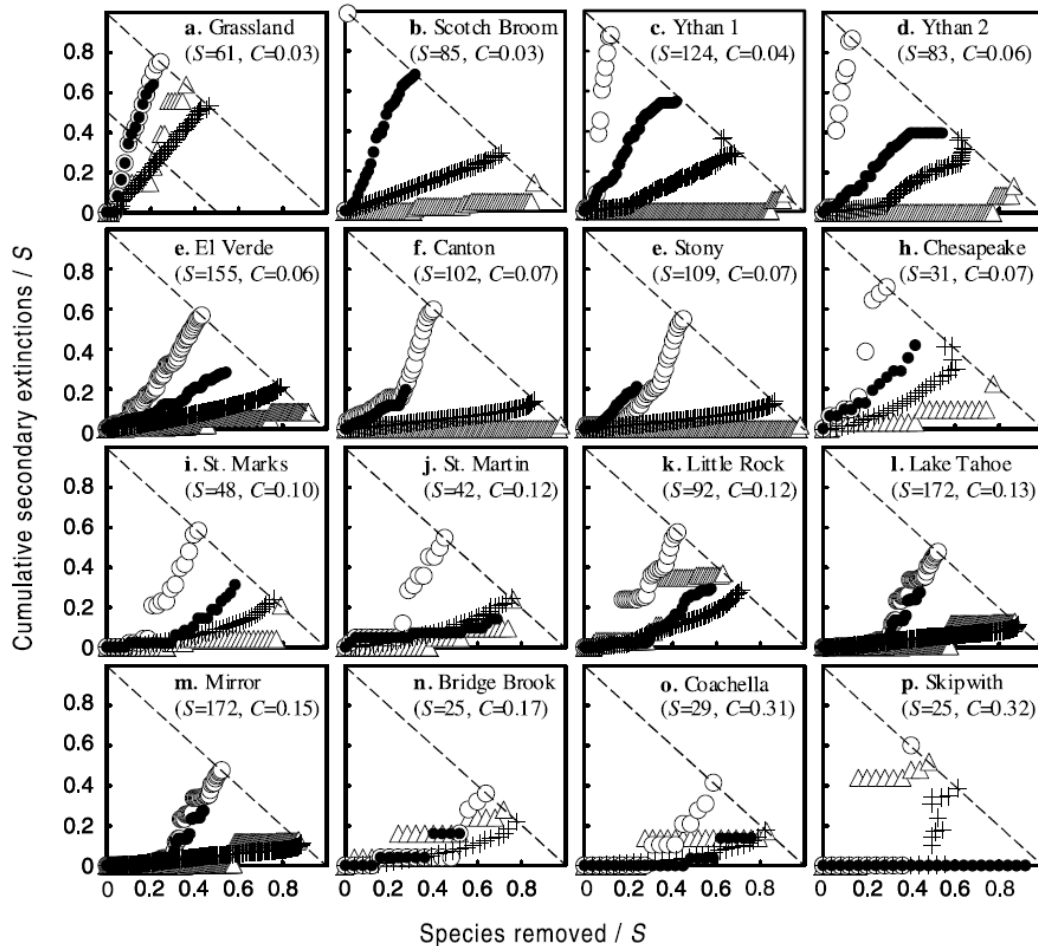 a. Grassland
(S=61, C=0.03)
b. Scotch Broom
(S=85, C=0.03)
c. Ythan 1
(S=124, C=0.04)
d. Ythan 2
(S=83, C=0.06)
0.8
0.6
0.4
0.2
0
e. El Verde
(S=155, C=0.06)
f. Canton
(S=102, C=0.07)
e. Stony
(S=109, C=0.07)
h. Chesapeake
(S=31, C=0.07)
0.8
0.6
0.4
0.2
0
i. St. Marks
(S=48, C=0.10)
j. St. Martin
(S=42, C=0.12)
k. Little Rock
(S=92, C=0.12)
l. Lake Tahoe
(S=172, C=0.13)
0.8
0.6
0.4
0.2
0
m. Mirror
(S=172, C=0.15)
n. Bridge Brook
(S=25, C=0.17)
o. Coachella
(S=29, C=0.31)
p. Skipwith
(S=25, C=0.32)
0.8
0.6
0.4
0.2
0
0 0.2 0.4 0.6 0.8
0 0.2 0.4 0.6 0.8
0 0.2 0.4 0.6 0.8
0 0.2 0.4 0.6 0.8
Cumulative secondary extinctions / S
Species removed / S